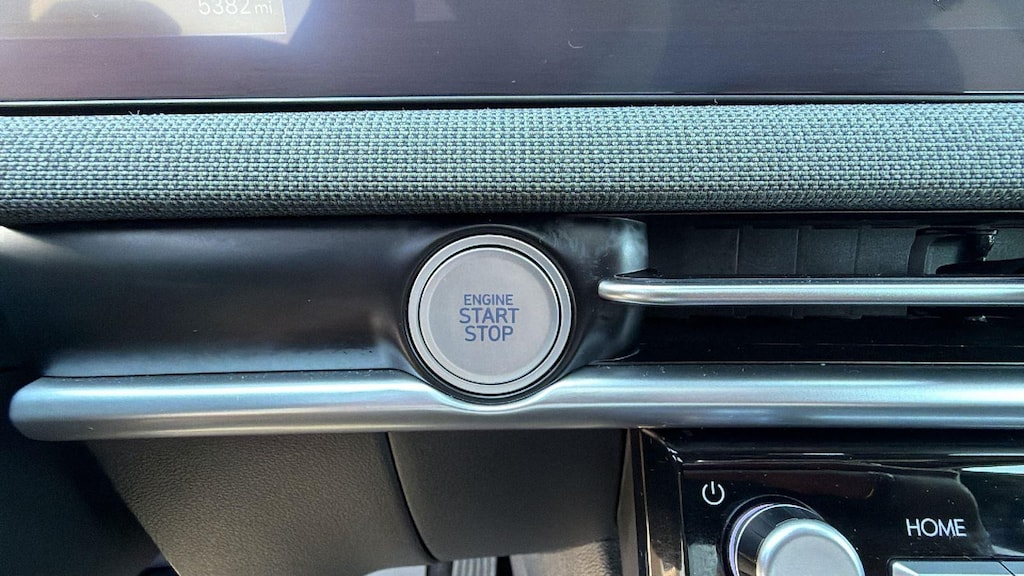 5382 mi
ENGINE
START
STOP
HOME